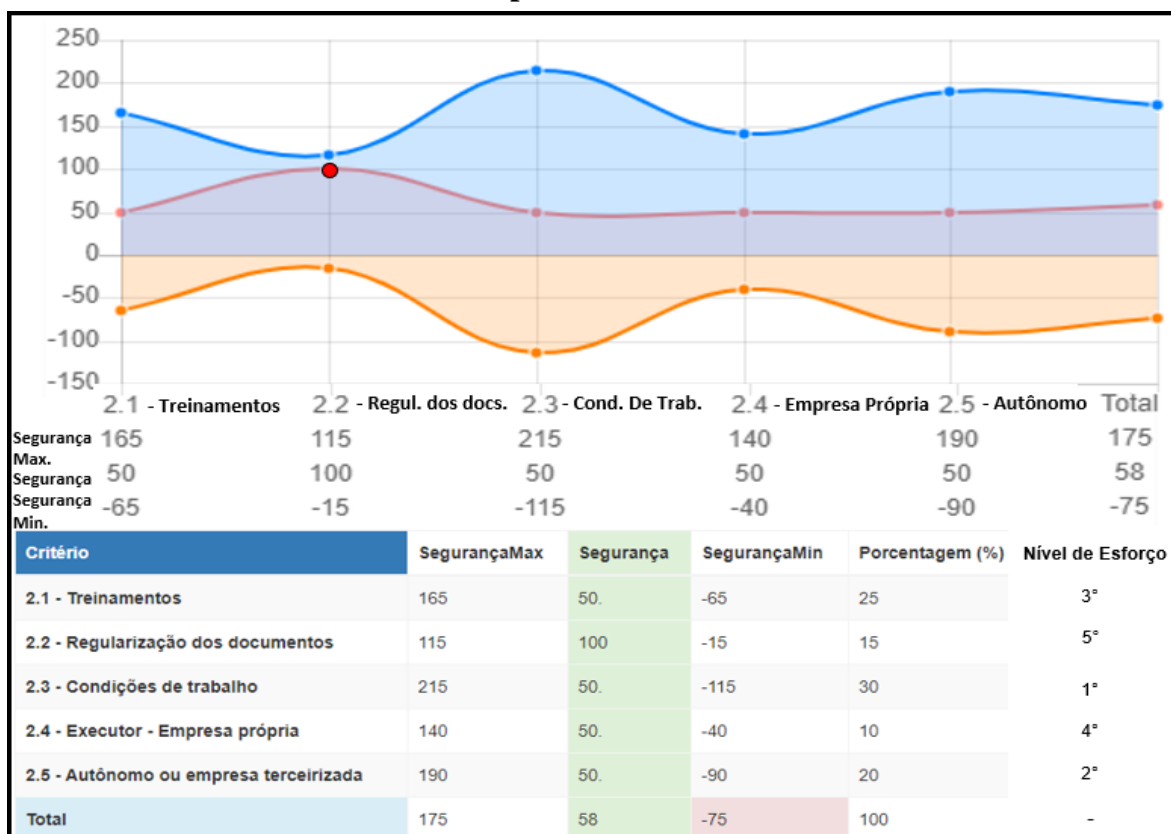 250
200
150
100
50
0
-50
-100
-150
2.1 - Treinamentos 2.2 - Regul. dos docs. 2.3 - Cond. De Trab. 2.4 - Empresa Própria 2.5 - Autônomo Total
Segurança Max. 165 115 215 140 190 175
Segurança 50 100 50 50 50 58
Segurança Min. -65 -15 -115 -40 -90 -75
Critério SegurançaMax Segurança SegurançaMin Porcentagem (%) Nível de Esforço
2.1 - Treinamentos 165 50. -65 25 3°
2.2 - Regularização dos documentos 115 100 -15 15 5°
2.3 - Condições de trabalho 215 50. -115 30 1°
2.4 - Executor - Empresa própria 140 50. -40 10 4°
2.5 - Autônomo ou empresa terceirizada 190 50. -90 20 2°
Total 175 58 -75 100 -